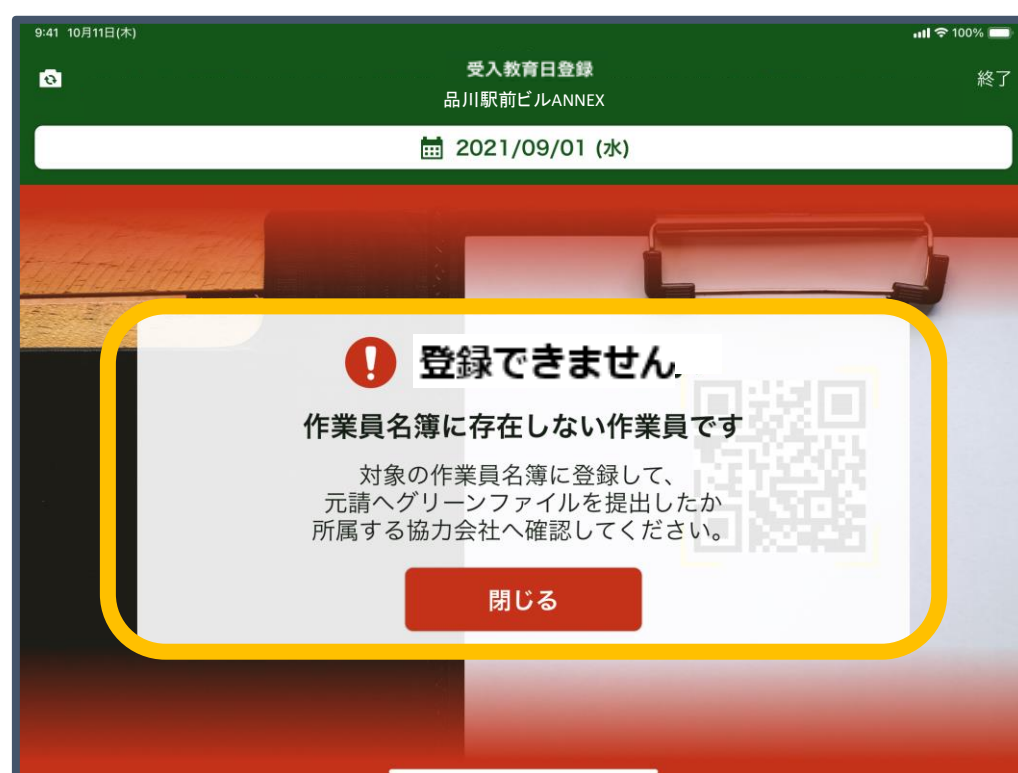 9:41 10月11日(木)
100%
受入教育日登録
終了
品川駅前ビルANNEX
2021/09/01 (水)
登録できません
作業員名簿に存在しない作業員です
対象の作業員名簿に登録して、
元請へグリーンファイルを提出したか
所属する協力会社へ確認してください。
閉じる